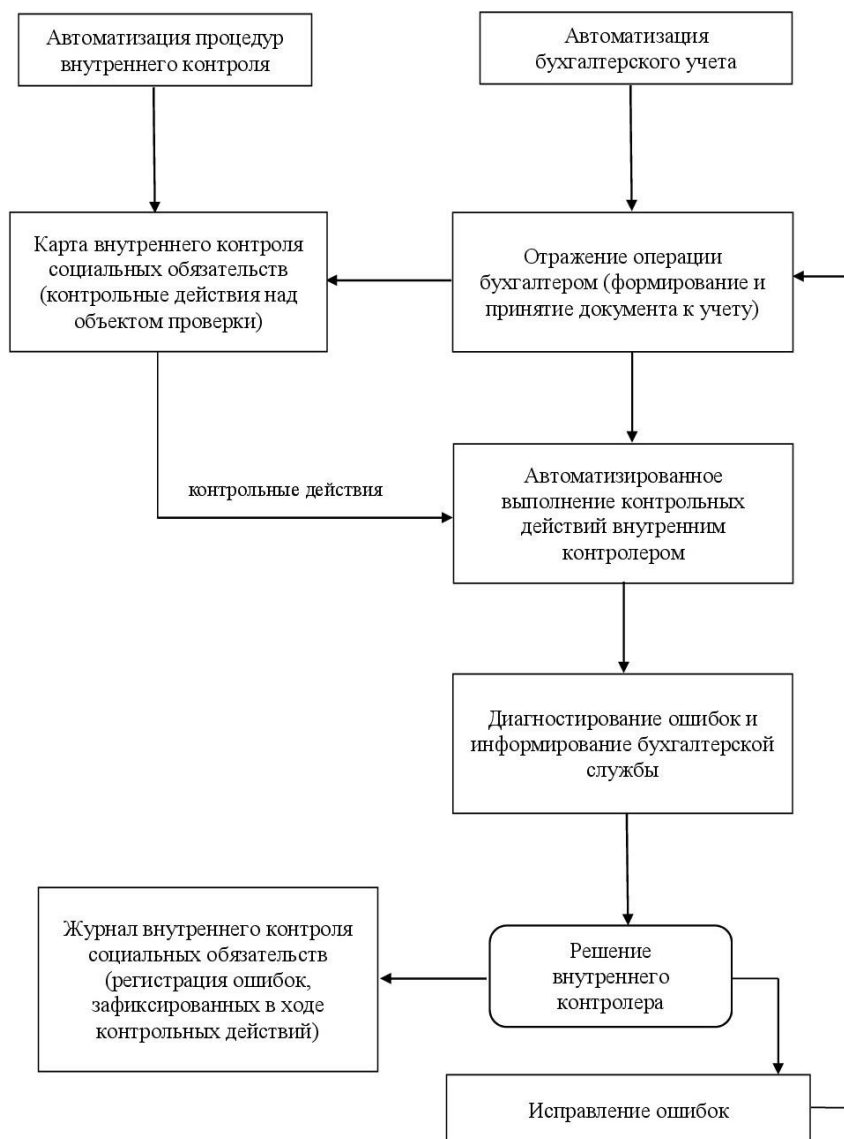 Автоматизация процедур
внутреннего контроля
Автоматизация
бухгалтерского учета
Карта внутреннего контроля
социальных обязательств
(контрольные действия над
объектом проверки)
Отражение операции
бухгалтером (формирование и
принятие документа к учету)
контрольные действия
Автоматизированное
выполнение контрольных
действий внутренним
контролером
Диагностирование ошибок и
информирование бухгалтерской
службы
Журнал внутреннего контроля
социальных обязательств
(регистрация ошибок,
зафиксированных в ходе
контрольных действий)
Решение
внутреннего
контролера
Исправление ошибок